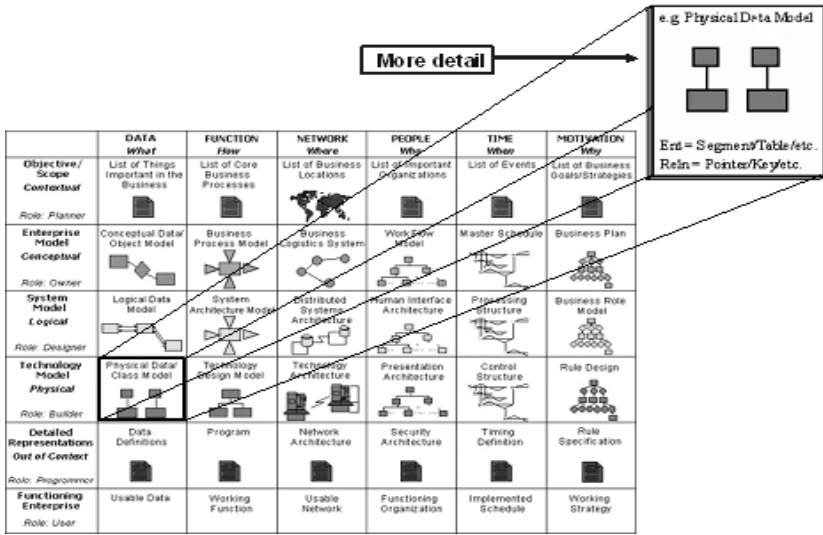 e.g. Physical Data Model
More detail
Ent = Segment/Table/etc.
Reln = Pointer/Key/etc.
DATA FUNCTION NETWORK PEOPLE TIME MOTIVATION
What How Where Who When Why
Objective/ List of Things List of Core List of Business List of Important List of Events List of Business
Scope Important in the Business Locations Organizations Goals/Strategies
Contextual Business Processes
Role: Planner
Enterprise Conceptual Data/ Business Business Work Flow Master Schedule Business Plan
Model Object Model Process Model Logistics System Model
Conceptual
Role: Owner
System Logical Data System Distributed Human Interface Processing Business Role
Model Model Architecture Model Systems Architecture Structure Model
Logical Architecture
Role: Designer
Technology Physical Data/ Technology Technology Presentation Control Rule Design
Model Class Model Design Model Architecture Architecture Structure
Physical
Role: Builder
Detailed Data Program Network Security Timing Rule
Representations Definitions Architecture Architecture Definition Specification
Out of Context
Role: Programmer
Functioning Usable Data Working Usable Functioning Implemented Working
Enterprise Function Network Organization Schedule Strategy
Role: User